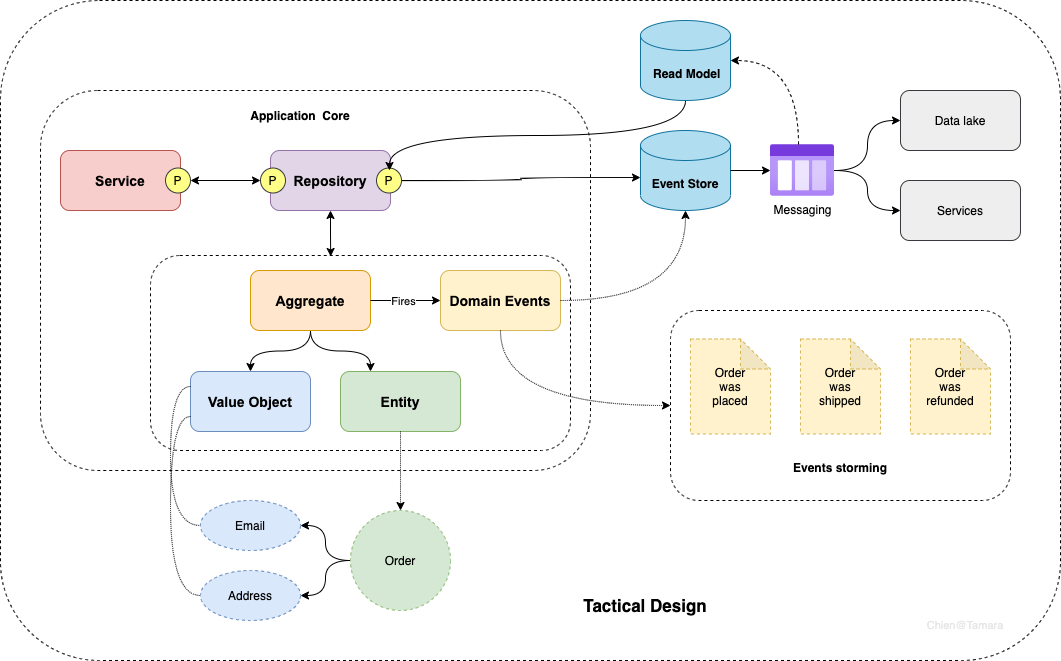 Read Model
Application Core
Data lake
Service
P
P
Repository
P
Event Store
Messaging
Services
Aggregate
Fires
Domain Events
Value Object
Entity
Order
was
placed
Order
was
shipped
Order
was
refunded
Events storming
Email
Order
Address
Tactical Design
Chien@Tamara